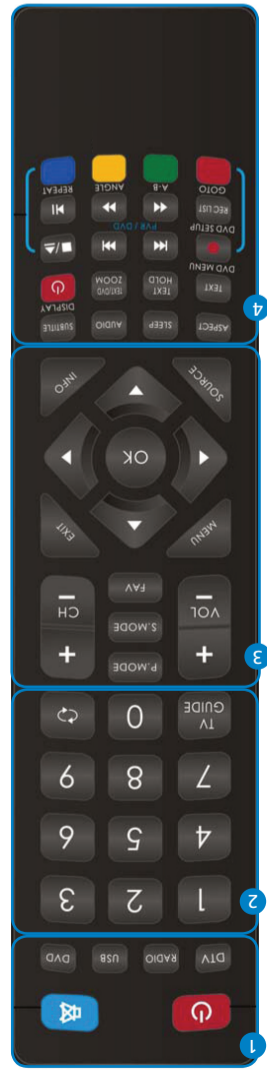 1
DTV RADIO USB DVD
2
1 2 3
4 5 6
7 8 9
TV
GUIDE
0
3
P.MODE
+ +
S.MODE
VOL CH
FAV
− −
MENU EXIT
OK
SOURCE INFO
4
ASPECT SLEEP AUDIO SUBTITLE
DISPLAY
TEXT
TEXT
HOLD
TEXT/DVD
ZOOM
DVD MENU
DVD SETUP
PVR / DVD
REC LIST
GOTO A-B ANGLE REPEAT